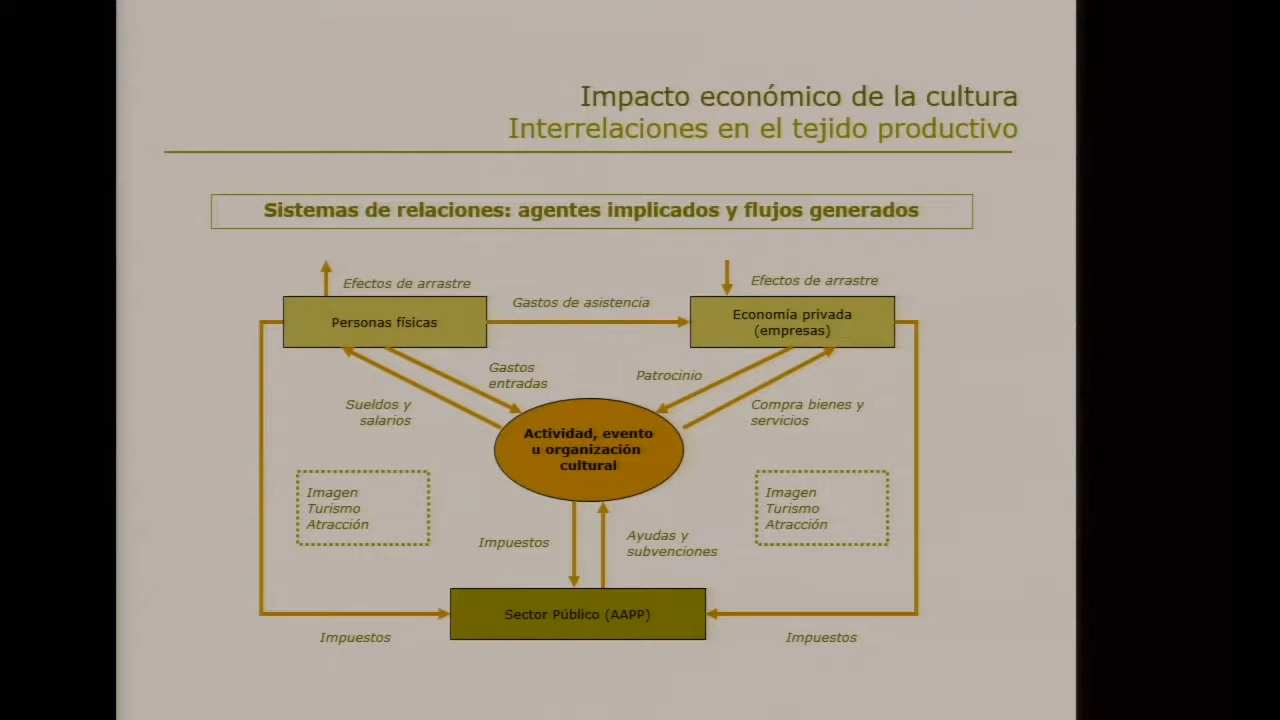 Impacto económico de la cultura
Interrelaciones en el tejido productivo
Sistemas de relaciones: agentes implicados y flujos generados
Efectos de arrastre
Efectos de arrastre
Gastos de asistencia
Personas físicas
Economía privada
(empresas)
Gastos
entradas
Patrocinio
Sueldos y
salarios
Compra bienes y
servicios
Actividad, evento
u organización
cultural
Imagen
Turismo
Atracción
Imagen
Turismo
Atracción
Impuestos
Ayudas y
subvenciones
Sector Público (AAPP)
Impuestos
Impuestos